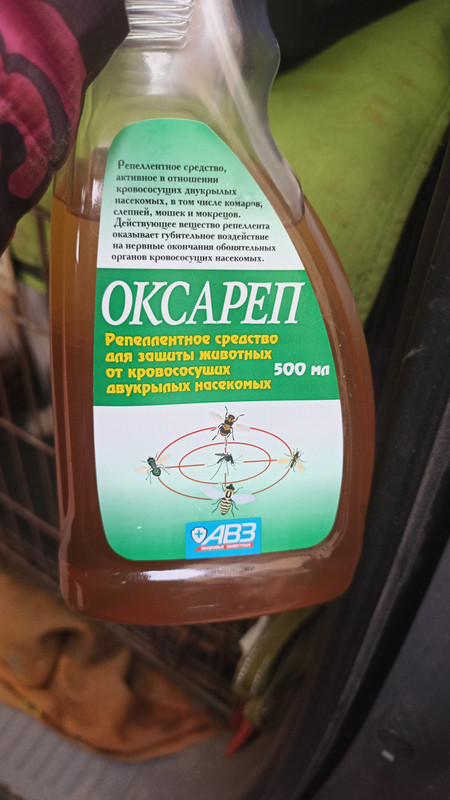 Репеллентное средство,
активное в отношении
кровососущих двукрылых
насекомых, в том числе комаров,
слепней, мошек и мокрецов.
Действующее вещество репеллента
оказывает губительное воздействие
на нервные окончания обонятельных
органов кровососущих насекомых.
ОКСАРЕП
Репеллентное средство
для защиты животных
от кровососущих 500 мл
двукрылых насекомых
АВЗ
здоровье животных